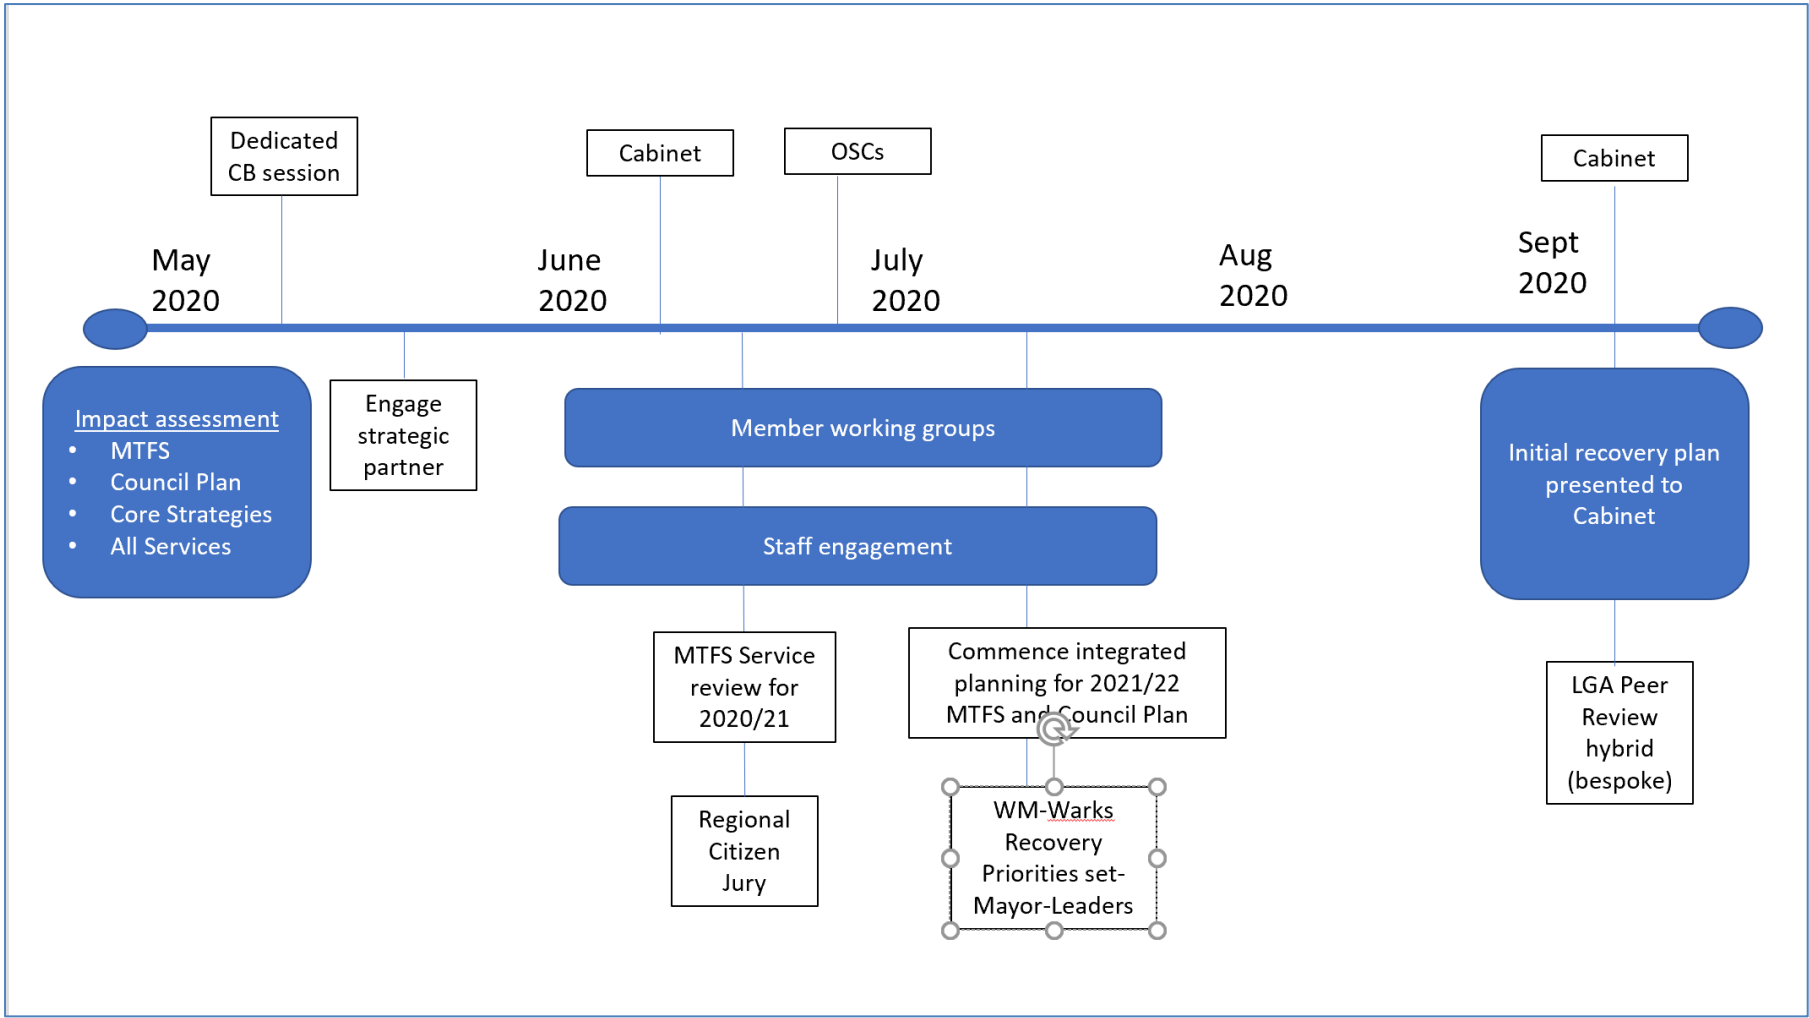 Dedicated
CB session
Cabinet
OSCs
Cabinet
May
2020
June
2020
July
2020
Aug
2020
Sept
2020
Impact assessment
• MTFS
• Council Plan
• Core Strategies
• All Services
Engage
strategic
partner
Member working groups
Staff engagement
Initial recovery plan
presented to
Cabinet
MTFS Service
review for
2020/21
Commence integrated
planning for 2021/22
MTFS and Council Plan
LGA Peer
Review
hybrid
(bespoke)
Regional
Citizen
Jury
WM-Warks
Recovery
Priorities set-
Mayor-Leaders